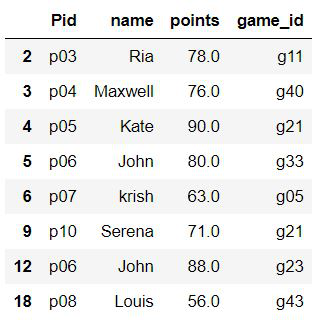 Pid name points game_id
2 p03 Ria 78.0 g11
3 p04 Maxwell 76.0 g40
4 p05 Kate 90.0 g21
5 p06 John 80.0 g33
6 p07 krish 63.0 g05
9 p10 Serena 71.0 g21
12 p06 John 88.0 g23
18 p08 Louis 56.0 g43